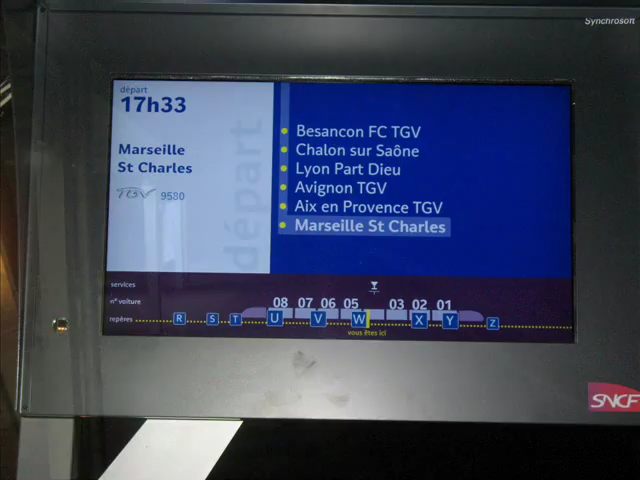 Synchrosoft
départ
17h33
Marseille
St Charles
TGV 9580
départ
Besancon FC TGV
Chalon sur Saône
Lyon Part Dieu
Avignon TGV
Aix en Provence TGV
Marseille St Charles
services
n° voiture
08 07 06 05 03 02 01
repères
R S T U V W X Y Z
vous êtes ici
SNCF